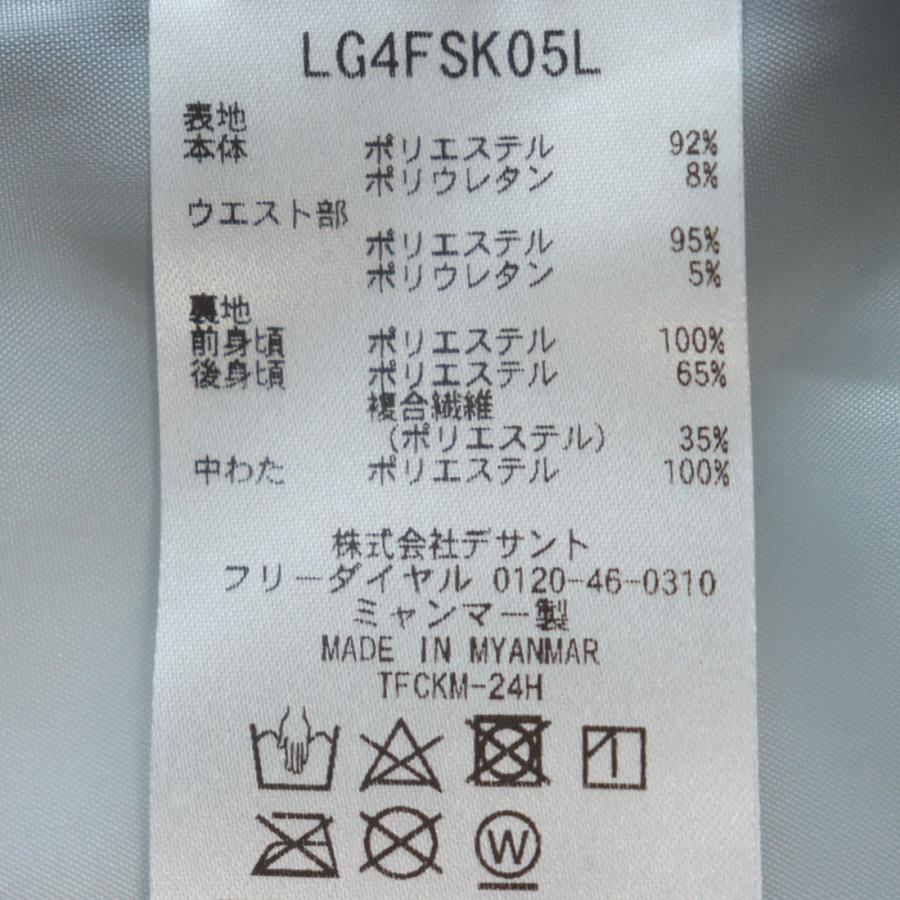 LG4FSK05L
表地
本体 ポリエステル 92%
ポリウレタン 8%
ウエスト部
ポリエステル 95%
ポリウレタン 5%
裏地
前身頃 ポリエステル 100%
後身頃 ポリエステル 65%
複合繊維
(ポリエステル) 35%
中わた ポリエステル 100%
株式会社デサント
フリーダイヤル 0120-46-0310
ミャンマー製
MADE IN MYANMAR
TFCKM-24H
W